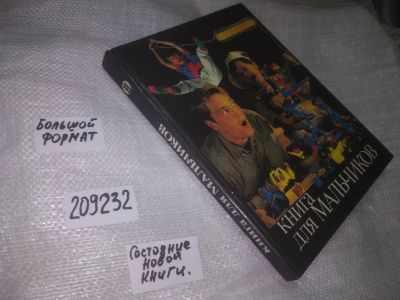 Большой
формат
209232
Состояние
новой
книги.
КНИГА ДЛЯ МАЛЬЧИКОВ
КНИГА
ДЛЯ МАЛЬЧИКОВ